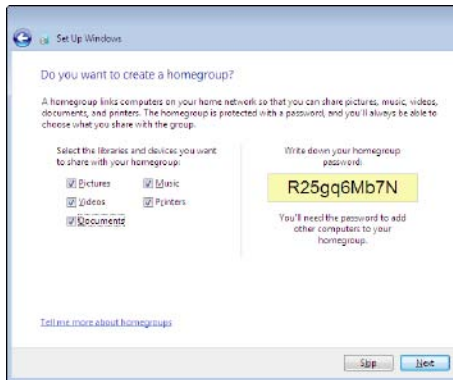 Set Up Windows
Do you want to create a homegroup?
A homegroup links computers on your home network so that you can share pictures, music, videos,
documents, and printers. The homegroup is protected with a password, and you'll always be able to
choose what you share with the group.
Select the libraries and devices you want
to share with your homegroup:
Pictures
Music
Videos
Printers
Documents
Write down your homegroup
password:
R25gq6Mb7N
You'll need the password to add
other computers to your
homegroup.
Tell me more about homegroups
Skip
Next